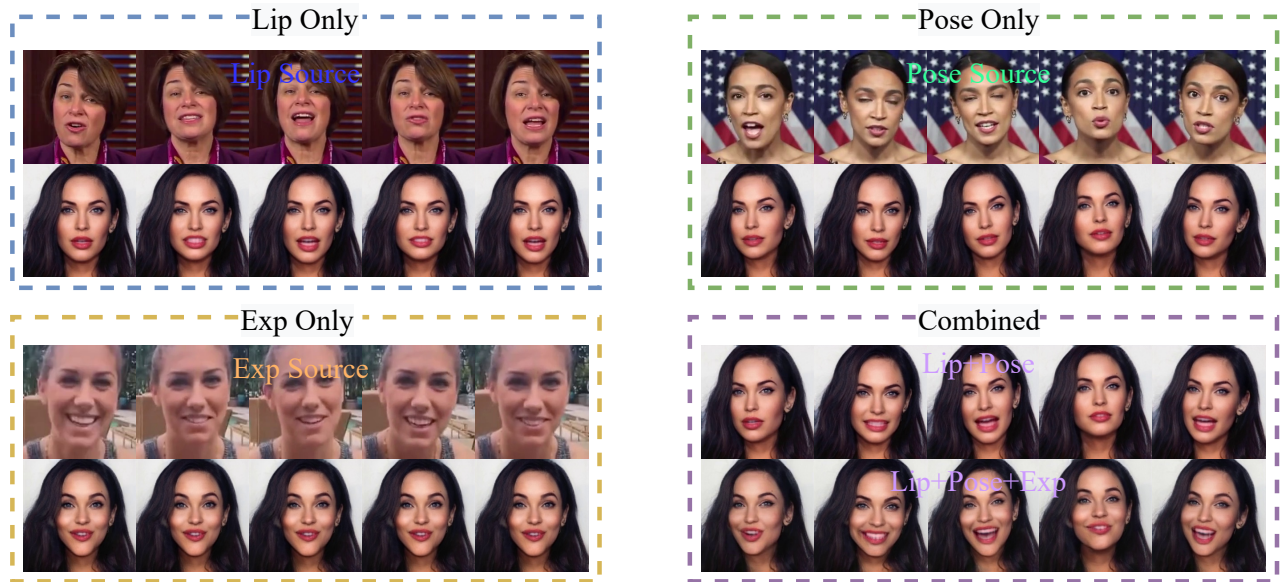 Lip Only
Lip Source
Pose Only
Pose Source
Exp Only
Exp Source
Combined
Lip+Pose
Lip+Pose+Exp